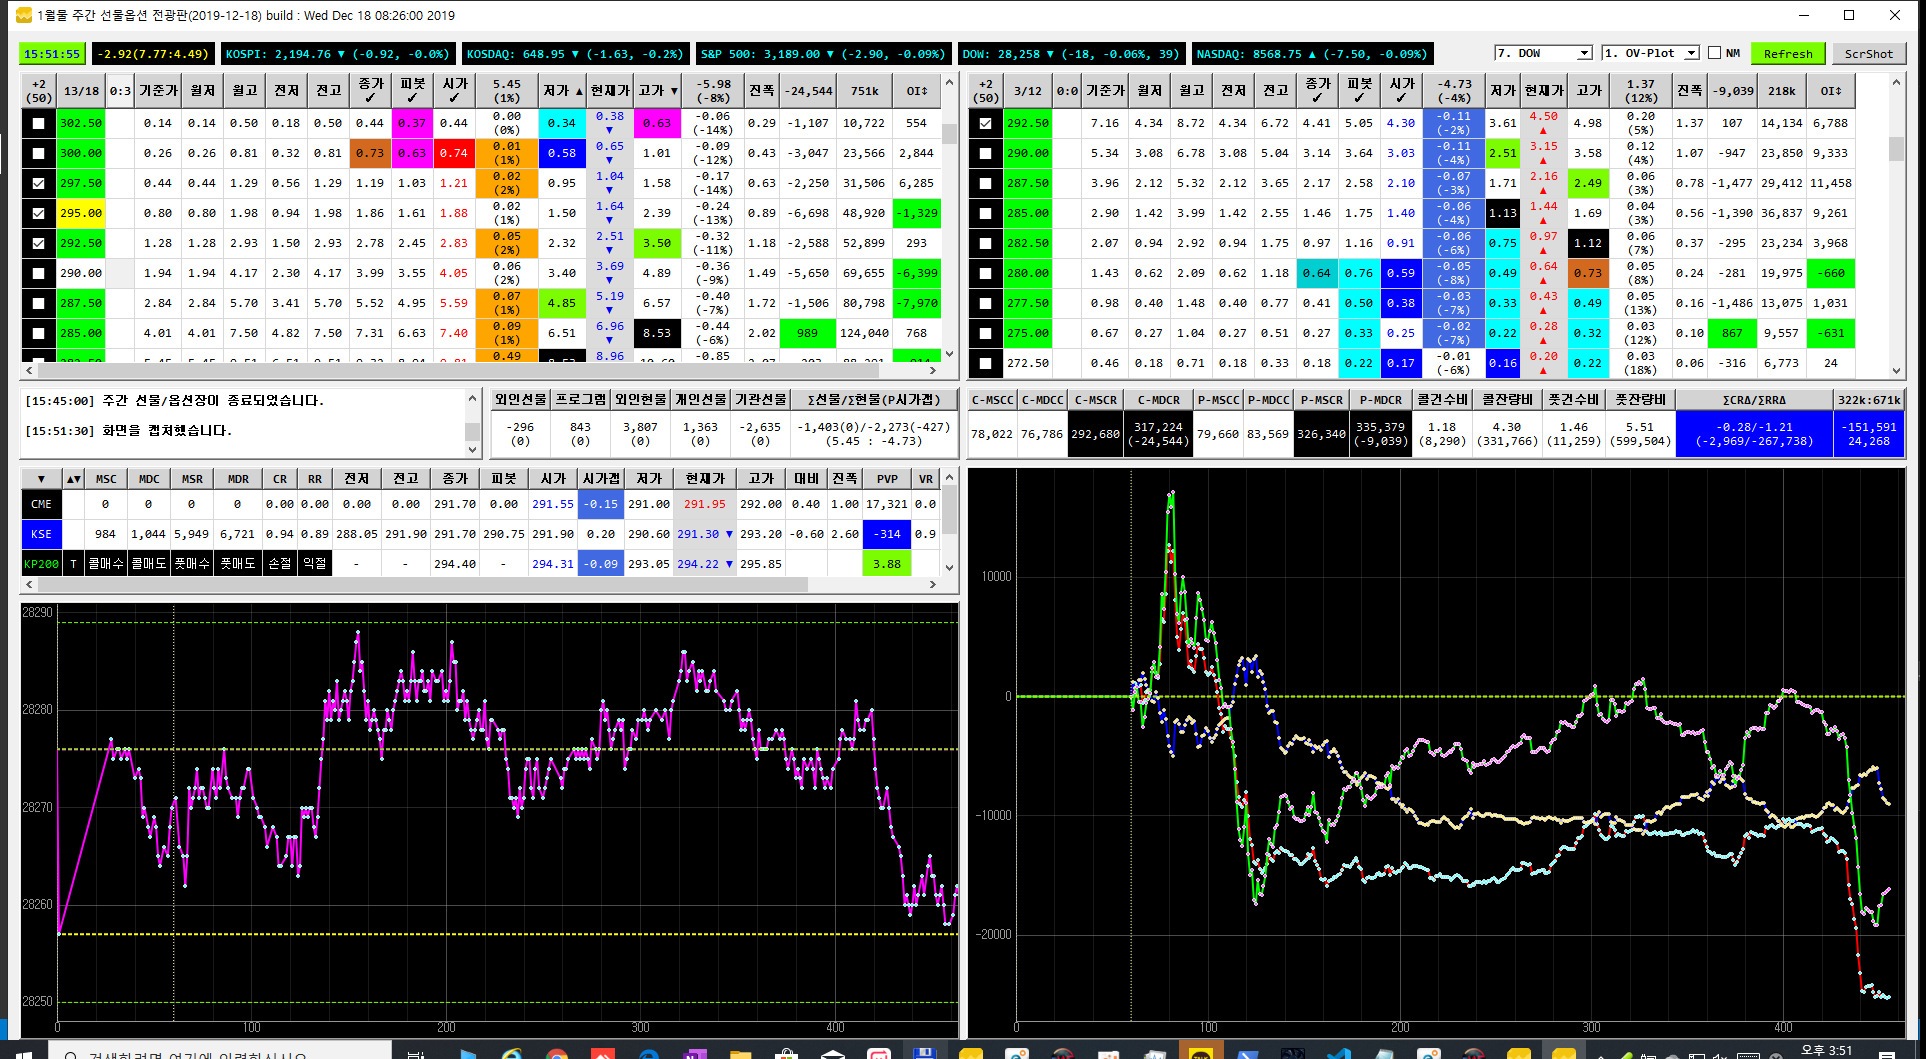 1월물 주간 선물옵션 전광판(2019-12-18) build : Wed Dec 18 08:26:00 2019
15:51:55 -2.92(7.77:4.49) KOSPI: 2,194.76 ▼ (-0.92, -0.0%) KOSDAQ: 648.95 ▼ (-1.63, -0.2%) S&P 500: 3,189.00 ▼ (-2.90, -0.09%) DOW: 28,258 ▼ (-18, -0.06%, 39) NASDAQ: 8568.75 ▲ (-7.50, -0.09%) 7. DOW 1. OV-Plot NM Refresh ScrShot
+2 (50) 13/18 0:3 기준가 월저 월고 전저 전고 종가 ✓ 피봇 ✓ 시가 ✓ 5.45 (1%) 저가 ▲ 현재가 고가 ▼ -5.98 (-8%) 진폭 -24,544 751k OI↕
302.50 0.14 0.14 0.50 0.18 0.50 0.44 0.37 0.44 0.00 (0%) 0.34 0.38 ▼ 0.63 -0.06 (-14%) 0.29 -1,107 10,722 554
300.00 0.26 0.26 0.81 0.32 0.81 0.73 0.63 0.74 0.01 (1%) 0.58 0.65 ▼ 1.01 -0.09 (-12%) 0.43 -3,047 23,566 2,844
297.50 0.44 0.44 1.29 0.56 1.29 1.19 1.03 1.21 0.02 (2%) 0.95 1.04 ▼ 1.58 -0.17 (-14%) 0.63 -2,250 31,506 6,285
295.00 0.80 0.80 1.98 0.94 1.98 1.86 1.61 1.88 0.02 (1%) 1.50 1.64 ▼ 2.39 -0.24 (-13%) 0.89 -6,698 48,920 -1,329
292.50 1.28 1.28 2.93 1.50 2.93 2.78 2.45 2.83 0.05 (2%) 2.32 2.51 ▼ 3.50 -0.32 (-11%) 1.18 -2,588 52,899 293
290.00 1.94 1.94 4.17 2.30 4.17 3.99 3.55 4.05 0.06 (2%) 3.40 3.69 ▼ 4.89 -0.36 (-9%) 1.49 -5,650 69,655 -6,399
287.50 2.84 2.84 5.70 3.41 5.70 5.52 4.95 5.59 0.07 (1%) 4.85 5.19 ▼ 6.57 -0.40 (-7%) 1.72 -1,506 80,798 -7,970
285.00 4.01 4.01 7.50 4.82 7.50 7.31 6.63 7.40 0.09 (1%) 6.51 6.96 ▼ 8.53 -0.44 (-6%) 2.02 989 124,040 768
0.49 8.96 -0.85
+2 (50) 3/12 0:0 기준가 월저 월고 전저 전고 종가 ✓ 피봇 ✓ 시가 ✓ -4.73 (-4%) 저가 현재가 고가 1.37 (12%) 진폭 -9,039 218k OI↕
292.50 7.16 4.34 8.72 4.34 6.72 4.41 5.05 4.30 -0.11 (-2%) 3.61 4.50 ▲ 4.98 0.20 (5%) 1.37 107 14,134 6,788
290.00 5.34 3.08 6.78 3.08 5.04 3.14 3.64 3.03 -0.11 (-4%) 2.51 3.15 ▲ 3.58 0.12 (4%) 1.07 -947 23,850 9,333
287.50 3.96 2.12 5.32 2.12 3.65 2.17 2.58 2.10 -0.07 (-3%) 1.71 2.16 ▲ 2.49 0.06 (3%) 0.78 -1,477 29,412 11,458
285.00 2.90 1.42 3.99 1.42 2.55 1.46 1.75 1.40 -0.06 (-4%) 1.13 1.44 ▲ 1.69 0.04 (3%) 0.56 -1,390 36,837 9,261
282.50 2.07 0.94 2.92 0.94 1.75 0.97 1.16 0.91 -0.06 (-6%) 0.75 0.97 ▲ 1.12 0.06 (7%) 0.37 -295 23,234 3,968
280.00 1.43 0.62 2.09 0.62 1.18 0.64 0.76 0.59 -0.05 (-8%) 0.49 0.64 ▲ 0.73 0.05 (8%) 0.24 -281 19,975 -660
277.50 0.98 0.40 1.48 0.40 0.77 0.41 0.50 0.38 -0.03 (-7%) 0.33 0.43 ▲ 0.49 0.05 (13%) 0.16 -1,486 13,075 1,031
275.00 0.67 0.27 1.04 0.27 0.51 0.27 0.33 0.25 -0.02 (-7%) 0.22 0.28 ▲ 0.32 0.03 (12%) 0.10 867 9,557 -631
272.50 0.46 0.18 0.71 0.18 0.33 0.18 0.22 0.17 -0.01 (-6%) 0.16 0.20 ▲ 0.22 0.03 (18%) 0.06 -316 6,773 24
[15:45:00] 주간 선물/옵션장이 종료되었습니다.
[15:51:30] 화면을 캡처했습니다.
외인선물 프로그램 외인현물 개인선물 기관선물 Σ선물/Σ현물(P시가갭)
-296 (0) 843 (0) 3,807 (0) 1,363 (0) -2,635 (0) -1,403(0)/-2,273(-427) (5.45 : -4.73)
C-MSCC C-MDCC C-MSCR C-MDCR P-MSCC P-MDCC P-MSCR P-MDCR 콜건수비 콜잔량비 풋건수비 풋잔량비 ΣCRΔ/ΣRRΔ 322k:671k
78,022 76,786 292,680 317,224 (-24,544) 79,660 83,569 326,340 335,379 (-9,039) 1.18 (8,290) 4.30 (331,766) 1.46 (11,259) 5.51 (599,504) -0.28/-1.21 (-2,969/-267,738) -151,591 24,268
▼ ▲▼ MSC MDC MSR MDR CR RR 전저 전고 종가 피봇 시가 시가갭 저가 현재가 고가 대비 진폭 PVP VR
CME 0 0 0 0 0.00 0.00 0.00 0.00 291.70 0.00 291.55 -0.15 291.00 291.95 292.00 0.40 1.00 17,321 0.0
KSE 984 1,044 5,949 6,721 0.94 0.89 288.05 291.90 291.70 290.75 291.90 0.20 290.60 291.30 ▼ 293.20 -0.60 2.60 -314 0.9
KP200 T 콜매수 콜매도 풋매수 풋매도 손절 익절 - - 294.40 - 294.31 -0.09 293.05 294.22 ▼ 295.85 3.88
28290
28280
28270
28260
28250
0 100 200 300 400
10000
0
-10000
-20000
0 100 200 300 400
오후 3:51